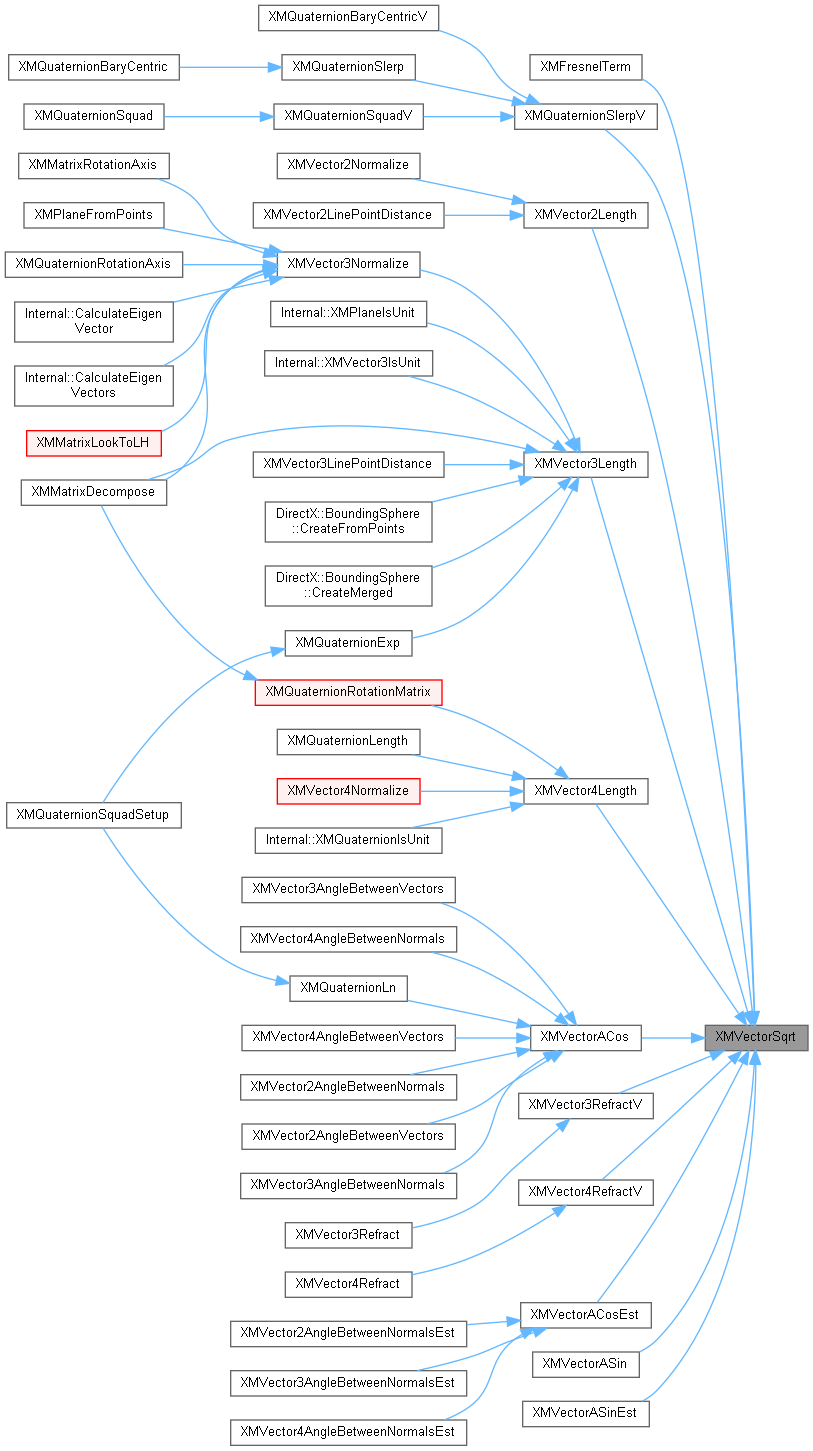 XMQuaternionBaryCentricV
XMQuaternionBaryCentric
XMQuaternionSlerp
XMFresnelTerm
XMQuaternionSquad
XMQuaternionSquadV
XMQuaternionSlerpV
XMMatrixRotationAxis
XMVector2Normalize
XMPlaneFromPoints
XMVector2LinePointDistance
XMVector2Length
XMQuaternionRotationAxis
XMVector3Normalize
Internal::CalculateEigen
Vector
Internal::XMPlaneIsUnit
Internal::XMVector3IsUnit
Internal::CalculateEigen
Vectors
XMMatrixLookToLH
XMVector3LinePointDistance
XMVector3Length
XMMatrixDecompose
DirectX::BoundingSphere
::CreateFromPoints
DirectX::BoundingSphere
::CreateMerged
XMQuaternionExp
XMQuaternionRotationMatrix
XMQuaternionLength
XMVector4Normalize
XMVector4Length
XMQuaternionSquadSetup
Internal::XMQuaternionIsUnit
XMVector3AngleBetweenVectors
XMVector4AngleBetweenNormals
XMQuaternionLn
XMVector4AngleBetweenVectors
XMVectorACos
XMVectorSqrt
XMVector2AngleBetweenNormals
XMVector3RefractV
XMVector2AngleBetweenVectors
XMVector3AngleBetweenNormals
XMVector4RefractV
XMVector3Refract
XMVector4Refract
XMVectorACosEst
XMVector2AngleBetweenNormalsEst
XMVectorASin
XMVector3AngleBetweenNormalsEst
XMVectorASinEst
XMVector4AngleBetweenNormalsEst